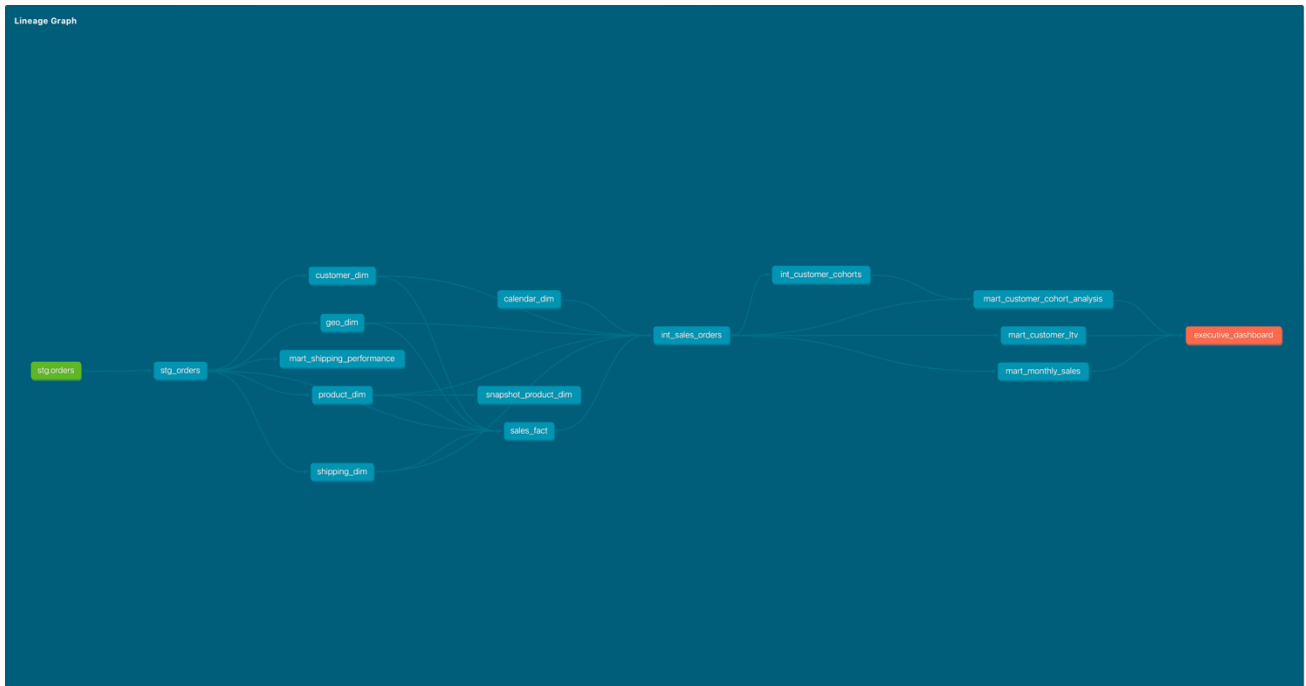 Lineage Graph
customer_dim
int_customer_cohorts
calendar_dim
mart_customer_cohort_analysis
geo_dim
int_sales_orders
mart_customer_ltv
executive_dashboard
mart_shipping_performance
stg.orders
stg_orders
mart_monthly_sales
product_dim
snapshot_product_dim
sales_fact
shipping_dim